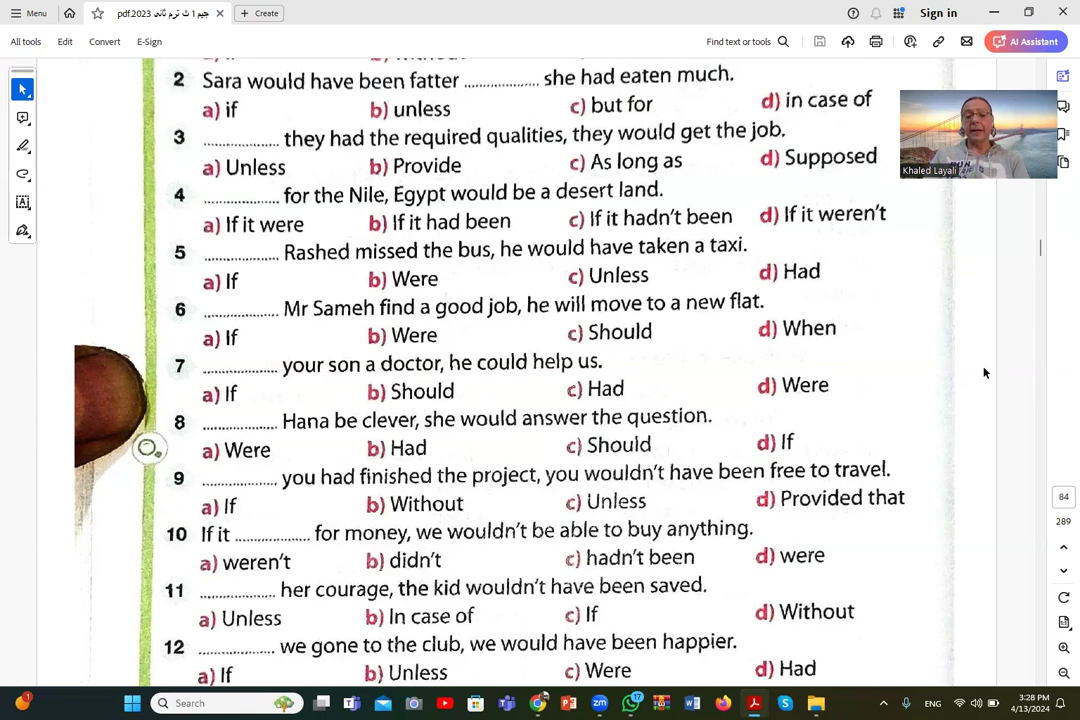 Menu
جيم 1 ث ترم ثانى 2023.pdf
Create
Sign in
All tools
Edit
Convert
E-Sign
Find text or tools
AI Assistant
2 Sara would have been fatter .................. she had eaten much.
a) if b) unless c) but for d) in case of
3 .................. they had the required qualities, they would get the job.
a) Unless b) Provide c) As long as d) Supposed
4 .................. for the Nile, Egypt would be a desert land.
a) If it were b) If it had been c) If it hadn't been d) If it weren't
5 .................. Rashed missed the bus, he would have taken a taxi.
a) If b) Were c) Unless d) Had
6 .................. Mr Sameh find a good job, he will move to a new flat.
a) If b) Were c) Should d) When
7 .................. your son a doctor, he could help us.
a) If b) Should c) Had d) Were
8 .................. Hana be clever, she would answer the question.
a) Were b) Had c) Should d) If
9 .................. you had finished the project, you wouldn't have been free to travel.
a) If b) Without c) Unless d) Provided that
10 If it .................. for money, we wouldn't be able to buy anything.
a) weren't b) didn't c) hadn't been d) were
11 .................. her courage, the kid wouldn't have been saved.
a) Unless b) In case of c) If d) Without
12 .................. we gone to the club, we would have been happier.
a) If b) Unless c) Were d) Had
Khaled Layali
84
289
1
Search
17
ENG
3:28 PM
4/13/2024